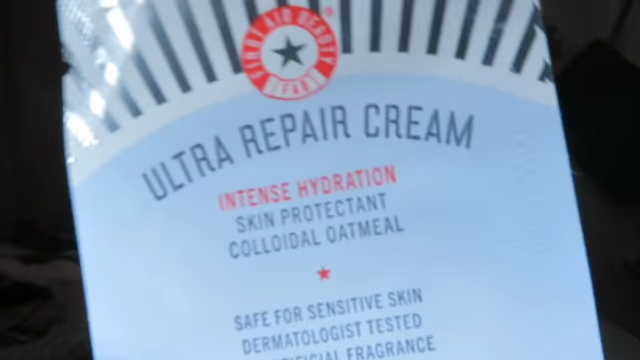 FIRST AID BEAUTY
FAB
®
ULTRA REPAIR CREAM
INTENSE HYDRATION
SKIN PROTECTANT
COLLOIDAL OATMEAL
SAFE FOR SENSITIVE SKIN
DERMATOLOGIST TESTED
FRAGRANCE